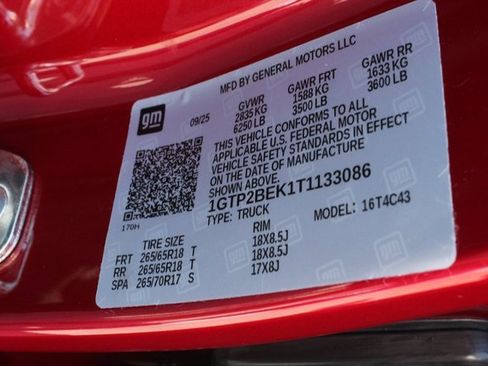 MFD BY GENERAL MOTORS LLC
gm
09/25
GVWR GAWR FRT GAWR RR
2835 KG 1588 KG 1633 KG
6250 LB 3500 LB 3600 LB
THIS VEHICLE CONFORMS TO ALL
APPLICABLE U.S. FEDERAL MOTOR
VEHICLE SAFETY STANDARDS IN EFFECT
ON THE DATE OF MANUFACTURE
SHOWN ABOVE.
1GTP2BEK1T1133086
TYPE: TRUCK MODEL: 16T4C43
170H
TIRE SIZE RIM
FRT 265/65R18 T 18X8.5J
RR 265/65R18 T 18X8.5J
SPA 265/70R17 S 17X8J